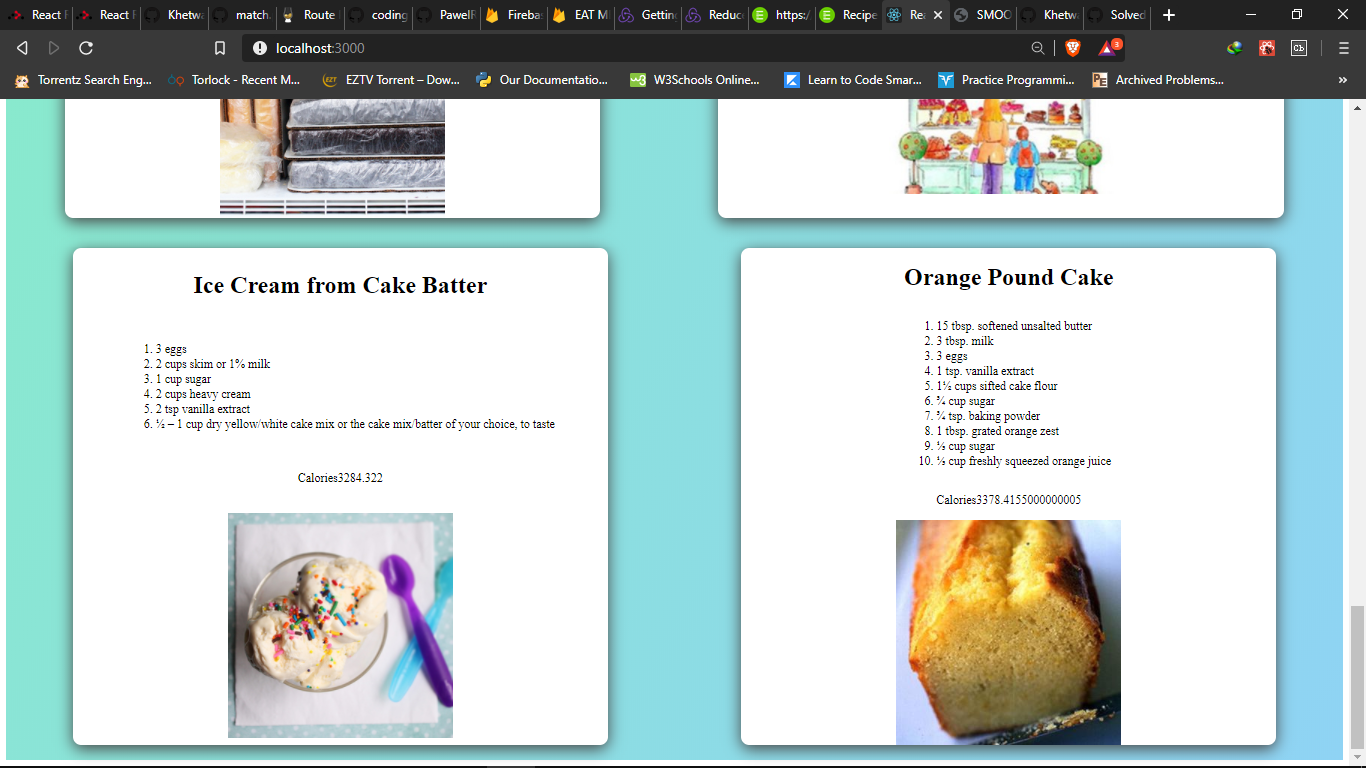 React R
React F
Khetwa
match.
Route
coding
PawelR
Fireba
EAT M
Gettin
Reduc
https:/
Recipe
Rea
SMOO
Khetwa
Solved
localhost:3000
3
Torrentz Search Eng...
Torlock - Recent M...
EZTV Torrent – Dow...
Our Documentatio...
W3Schools Online...
Learn to Code Smar...
Practice Programmi...
Archived Problems...
Ice Cream from Cake Batter
1. 3 eggs
2. 2 cups skim or 1% milk
3. 1 cup sugar
4. 2 cups heavy cream
5. 2 tsp vanilla extract
6. ½ – 1 cup dry yellow/white cake mix or the cake mix/batter of your choice, to taste
Calories3284.322
Orange Pound Cake
1. 15 tbsp. softened unsalted butter
2. 3 tbsp. milk
3. 3 eggs
4. 1 tsp. vanilla extract
5. 1½ cups sifted cake flour
6. ¾ cup sugar
7. ¾ tsp. baking powder
8. 1 tbsp. grated orange zest
9. ⅓ cup sugar
10. ⅓ cup freshly squeezed orange juice
Calories3378.4155000000005